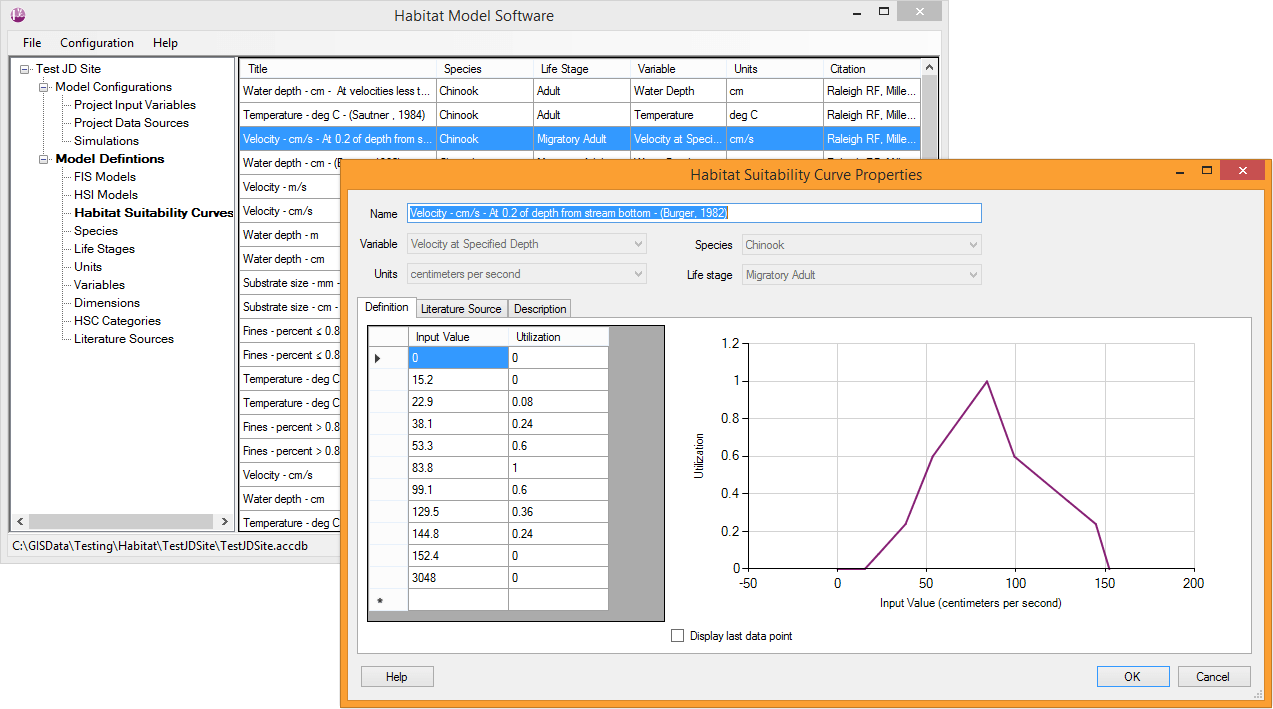 Habitat Model Software
File Configuration Help
Test JD Site
Model Configurations
Project Input Variables
Project Data Sources
Simulations
Model Definitions
FIS Models
HSI Models
Habitat Suitability Curves
Species
Life Stages
Units
Variables
Dimensions
HSC Categories
Literature Sources
Title Species Life Stage Variable Units Citation
Water depth - cm - At velocities less t... Chinook Adult Water Depth cm Raleigh RF, Mille...
Temperature - deg C - (Sautner , 1984) Chinook Adult Temperature deg C Raleigh RF, Mille...
Velocity - cm/s - At 0.2 of depth from s... Chinook Migratory Adult Velocity at Speci... cm/s Raleigh RF, Mille...
Water depth - cm - (
Velocity - m/s
Velocity - cm/s
Water depth - m
Water depth - cm
Substrate size - mm -
Substrate size - cm -
Fines - percent ≤ 0.8
Fines - percent ≤ 0.8
Temperature - deg C
Temperature - deg C
Fines - percent > 0.8
Fines - percent > 0.8
Velocity - cm/s
Water depth - cm
Temperature - deg C
C:\GISData\Testing\Habitat\TestJDSite\TestJDSite.accdb
Habitat Suitability Curve Properties
Name Velocity - cm/s - At 0.2 of depth from stream bottom - (Burger, 1982)
Variable Velocity at Specified Depth Species Chinook
Units centimeters per second Life stage Migratory Adult
Definition Literature Source Description
Input Value Utilization
0 0
15.2 0
22.9 0.08
38.1 0.24
53.3 0.6
83.8 1
99.1 0.6
129.5 0.36
144.8 0.24
152.4 0
3048 0
*
1.2
1
0.8
0.6
0.4
0.2
0
Utilization
-50 0 50 100 150 200
Input Value (centimeters per second)
Display last data point
Help OK Cancel